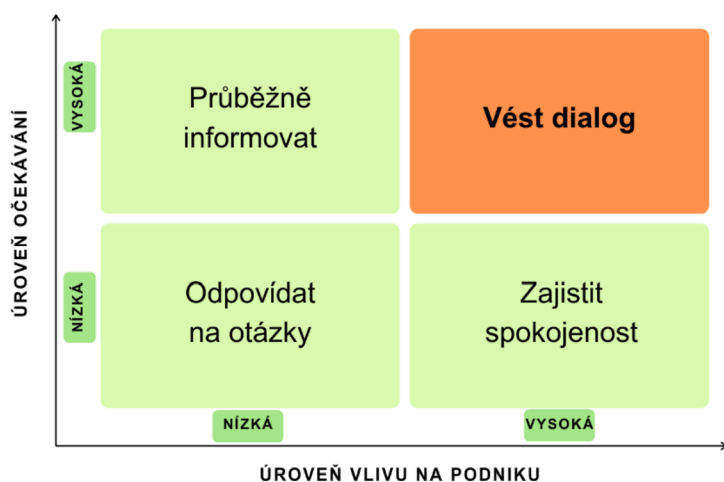 ÚROVEŇ OČEKÁVÁNÍ
VYSOKÁ
Průběžně
informovat
Vést dialog
NÍZKÁ
Odpovídat
na otázky
Zajistit
spokojenost
NÍZKÁ
VYSOKÁ
ÚROVEŇ VLIVU NA PODNIKU